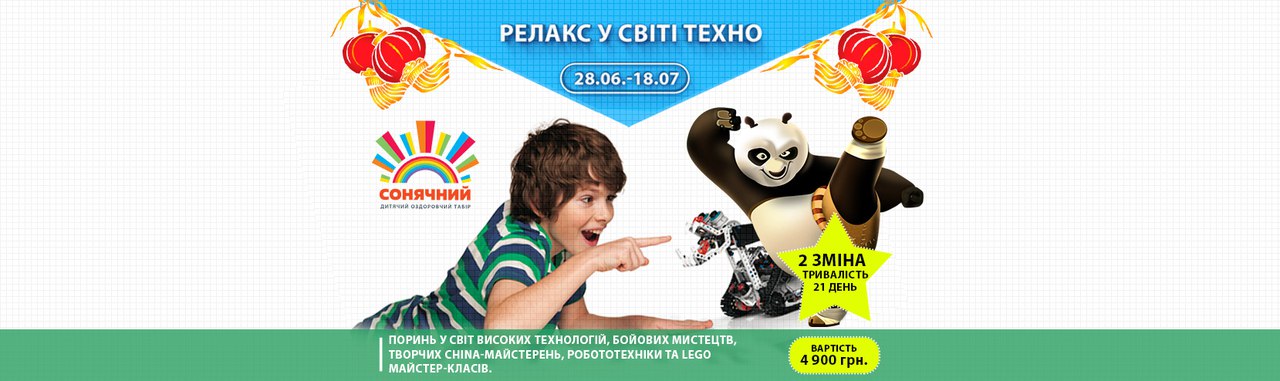 РЕЛАКС У СВІТІ ТЕХНО
28.06.-18.07
СОНЯЧНИЙ
ДИТЯЧИЙ ОЗДОРОВЧИЙ ТАБІР
2 ЗМІНА
ТРИВАЛІСТЬ
21 ДЕНЬ
ПОРИНЬ У СВІТ ВИСОКИХ ТЕХНОЛОГІЙ, БОЙОВИХ МИСТЕЦТВ,
ТВОРЧИХ CHINA-МАЙСТЕРЕНЬ, РОБОТОТЕХНІКИ ТА LEGO
МАЙСТЕР-КЛАСІВ.
ВАРТІСТЬ
4 900 грн.